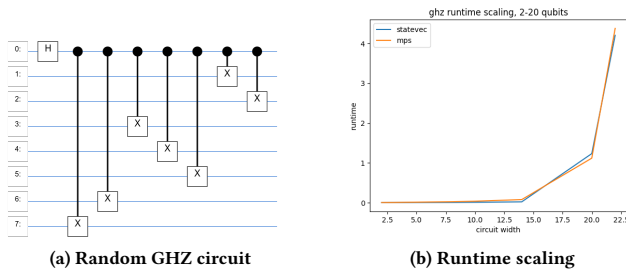 0:
H
1:
X
2:
X
3:
X
4:
X
5:
X
6:
X
7:
X
(a) Random GHZ circuit
ghz runtime scaling, 2-20 qubits
statevec
mps
4
3
2
1
0
runtime
2.5 5.0 7.5 10.0 12.5 15.0 17.5 20.0 22.5
circuit width
(b) Runtime scaling